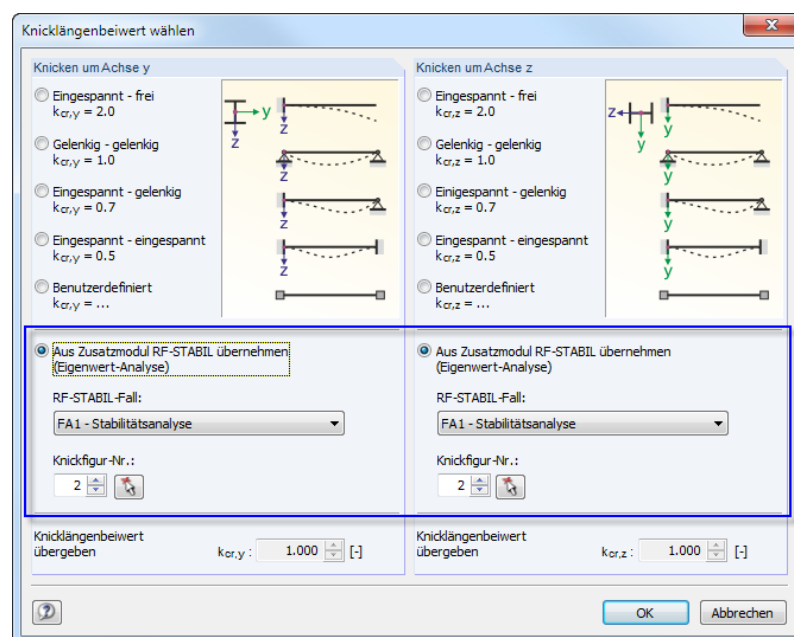 Knicklängenbeiwert wählen
Knicken um Achse y
Eingespannt - frei
kcr,y = 2.0
Gelenkig - gelenkig
kcr,y = 1.0
Eingespannt - gelenkig
kcr,y = 0.7
Eingespannt - eingespannt
kcr,y = 0.5
Benutzerdefiniert
kcr,y = ...
y
z
z
z
z
z
Aus Zusatzmodul RF-STABIL übernehmen
(Eigenwert-Analyse)
RF-STABIL-Fall:
FA1 - Stabilitätsanalyse
Knickfigur-Nr.:
2
Knicklängenbeiwert
übergeben
kcr,y : 1.000 [-]
Knicken um Achse z
Eingespannt - frei
kcr,z = 2.0
Gelenkig - gelenkig
kcr,z = 1.0
Einigespannt - gelenkig
kcr,z = 0.7
Eingespannt - eingespannt
kcr,z = 0.5
Benutzerdefiniert
kcr,z = ...
z
y
y
y
y
y
Aus Zusatzmodul RF-STABIL übernehmen
(Eigenwert-Analyse)
RF-STABIL-Fall:
FA1 - Stabilitätsanalyse
Knickfigur-Nr.:
2
Knicklängenbeiwert
übergeben
kcr,z : 1.000 [-]
OK
Abbrechen